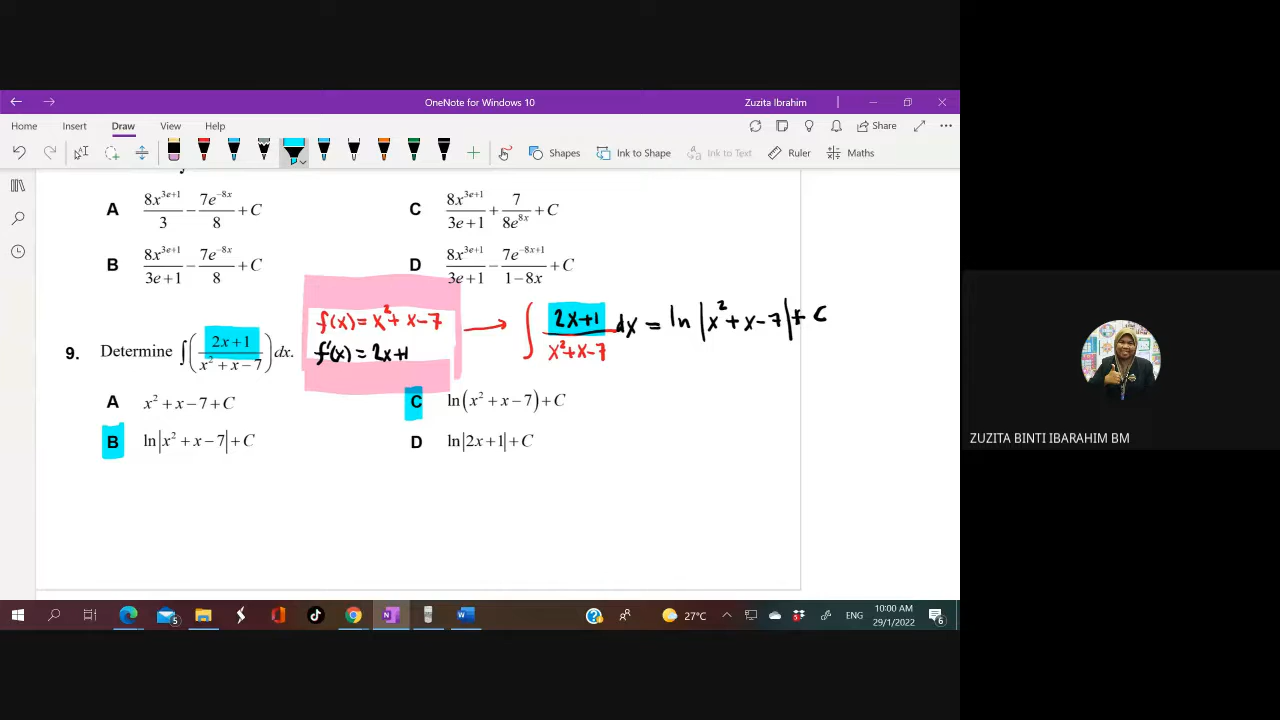 OneNote for Windows 10
Zuzita Ibrahim
Home Insert Draw View Help
Share
Shapes Ink to Shape Ink to Text Ruler Maths
A 8x^{3e+1}/3 − 7e^{−8x}/8 + C
C 8x^{3e+1}/(3e+1) + 7/(8e^{8x}) + C
B 8x^{3e+1}/(3e+1) − 7e^{−8x}/8 + C
D 8x^{3e+1}/(3e+1) − 7e^{−8x+1}/(1−8x) + C
f(x) = x² + x − 7
f'(x) = 2x+1
∫ (2x+1)/(x²+x−7) dx = ln |x² + x − 7| + C
9. Determine ∫((2x+1)/(x² + x − 7)) dx.
A x² + x − 7 + C
C ln(x² + x − 7) + C
B ln|x² + x − 7| + C
D ln|2x+1| + C
ZUZITA BINTI IBARAHIM BM
5
27°C
ENG
10:00 AM
29/1/2022
6